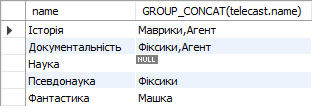 name GROUP_CONCAT(telecast.name)
Історія Маврики,Агент
Документальність Фіксики,Агент
Наука NULL
Псевдонаука Фіксики
Фантастика Машка